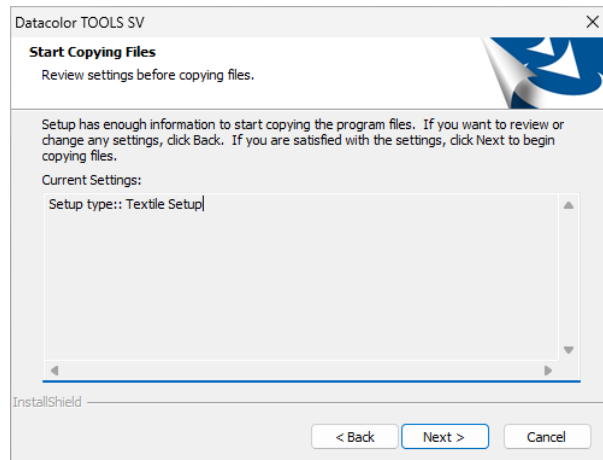 Datacolor TOOLS SV
Start Copying Files
Review settings before copying files.
Setup has enough information to start copying the program files. If you want to review or
change any settings, click Back. If you are satisfied with the settings, click Next to begin
copying files.
Current Settings:
Setup type:: Textile Setup
InstallShield
< Back
Next >
Cancel